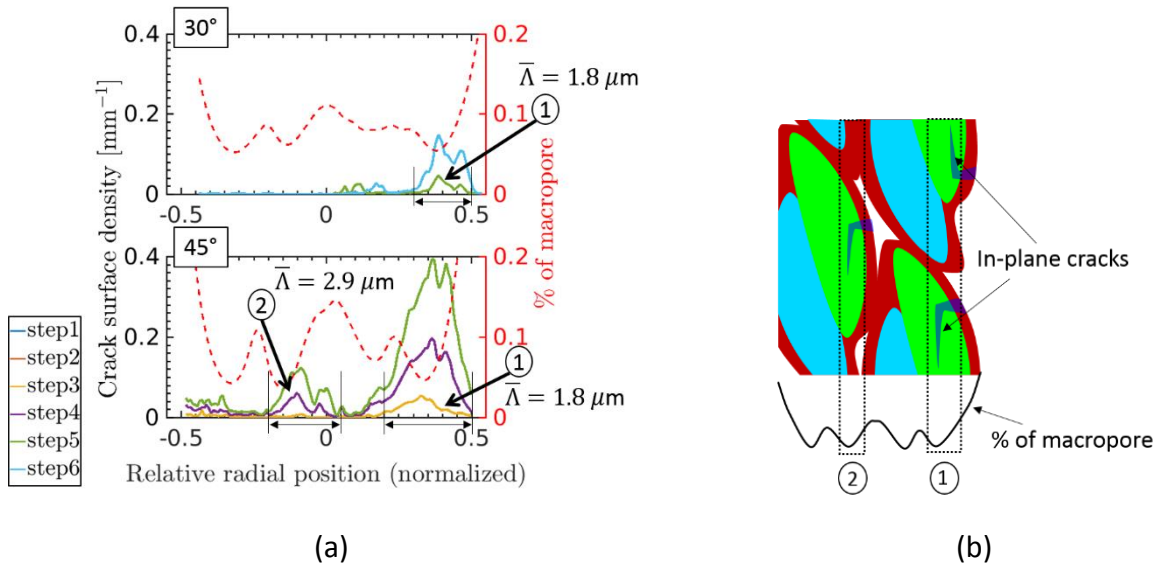 30°
0.4
0.2
0
0.2
0.1
0
Λ̅ = 1.8 μm
1
-0.5
0
0.5
45°
0.4
0.2
0
0.2
0.1
0
Λ̅ = 2.9 μm
2
1
Λ̅ = 1.8 μm
-0.5
0
0.5
Crack surface density [mm⁻¹]
% of macropore
Relative radial position (normalized)
step1
step2
step3
step4
step5
step6
(a)
In-plane cracks
% of macropore
2
1
(b)